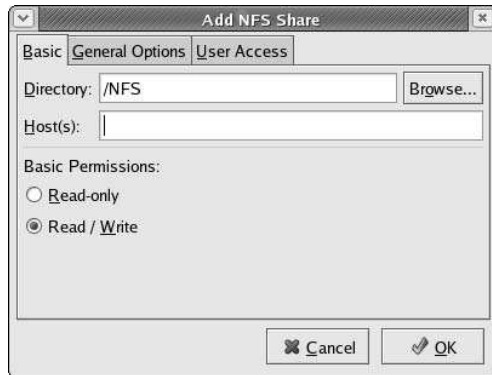 Add NFS Share
Basic General Options User Access
Directory: /NFS Browse...
Host(s):
Basic Permissions:
Read-only
Read / Write
Cancel OK